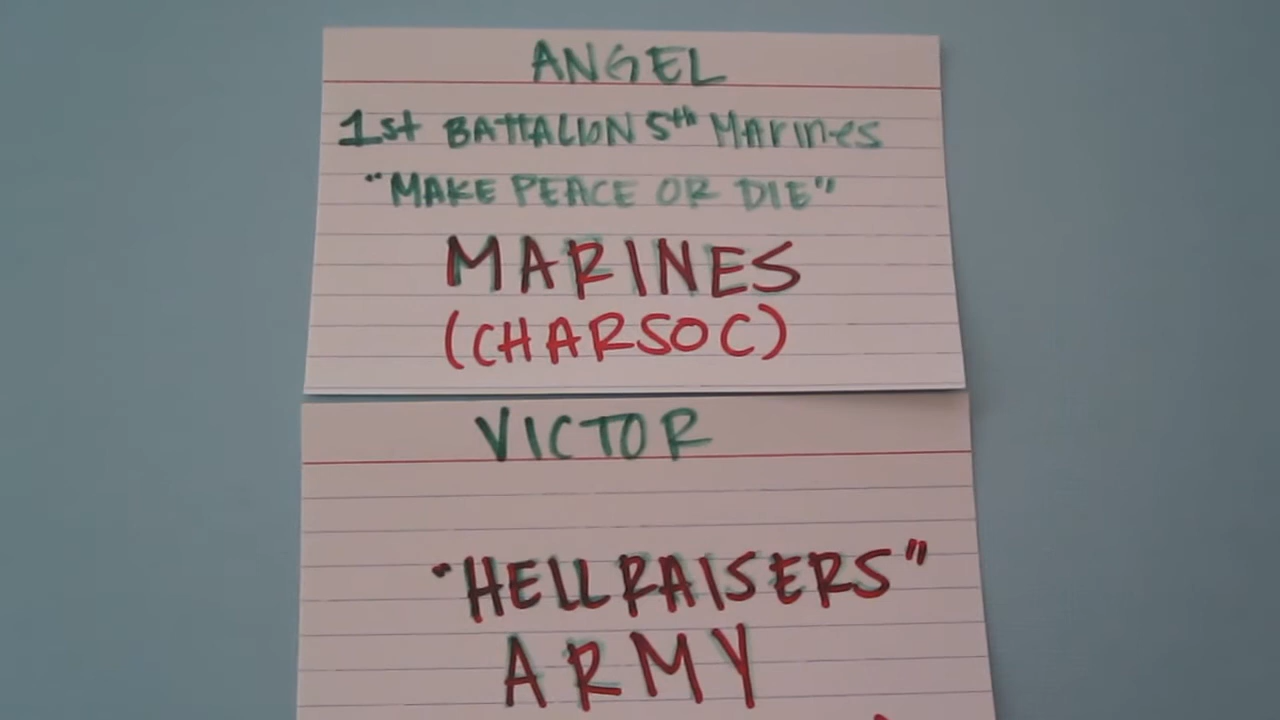 ANGEL
1st BATTALION 5th Marines
"MAKE PEACE OR DIE"
MARINES
(CHARSOC)
VICTOR
"HELLRAISERS"
ARMY